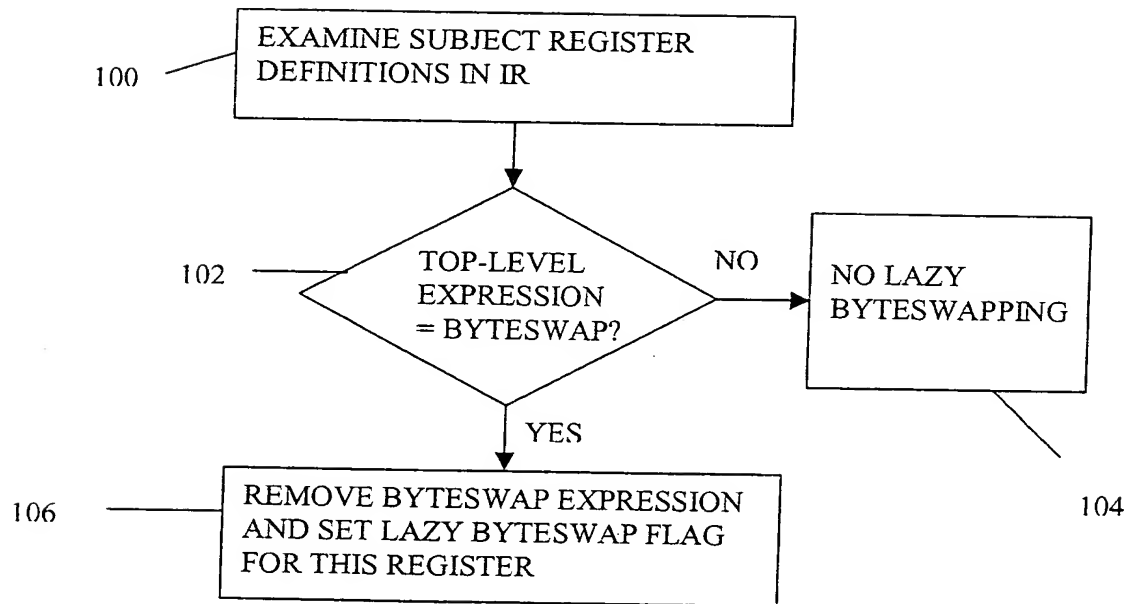 EXAMINE SUBJECT REGISTER
DEFINITIONS IN IR
100
102
TOP-LEVEL
EXPRESSION
= BYTESWAP?
NO
NO LAZY
BYTESWAPPING
YES
104
106
REMOVE BYTESWAP EXPRESSION
AND SET LAZY BYTESWAP FLAG
FOR THIS REGISTER